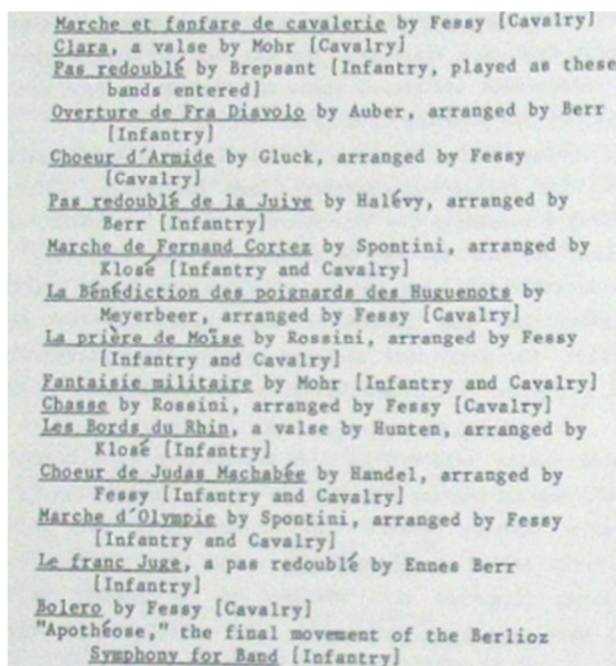 Marche et fanfare de cavalerie by Fessy [Cavalry]
Clara, a valse by Mohr [Cavalry]
Pas redoublé by Brepsant [Infantry, played as these
bands entered]
Overture de Fra Diavolo by Auber, arranged by Berr
[Infantry]
Choeur d'Armide by Gluck, arranged by Fessy
[Cavalry]
Pas redoublé de la Juive by Halévy, arranged by
Berr [Infantry]
Marche de Fernand Cortez by Spontini, arranged by
Klosé [Infantry and Cavalry]
La Bénédiction des poignards des Huguenots by
Meyerbeer, arranged by Fessy [Cavalry]
La prière de Moïse by Rossini, arranged by Fessy
[Infantry and Cavalry]
Fantaisie militaire by Mohr [Infantry and Cavalry]
Chasse by Rossini, arranged by Fessy [Cavalry]
Les Bords du Rhin, a valse by Hunten, arranged by
Klosé [Infantry]
Choeur de Judas Machabée by Handel, arranged by
Fessy [Infantry and Cavalry]
Marche d'Olympie by Spontini, arranged by Fessy
[Infantry and Cavalry]
Le franc Juge, a pas redoublé by Ennes Berr
[Infantry]
Bolero by Fessy [Cavalry]
"Apothéose," the final movement of the Berlioz
Symphony for Band [Infantry]